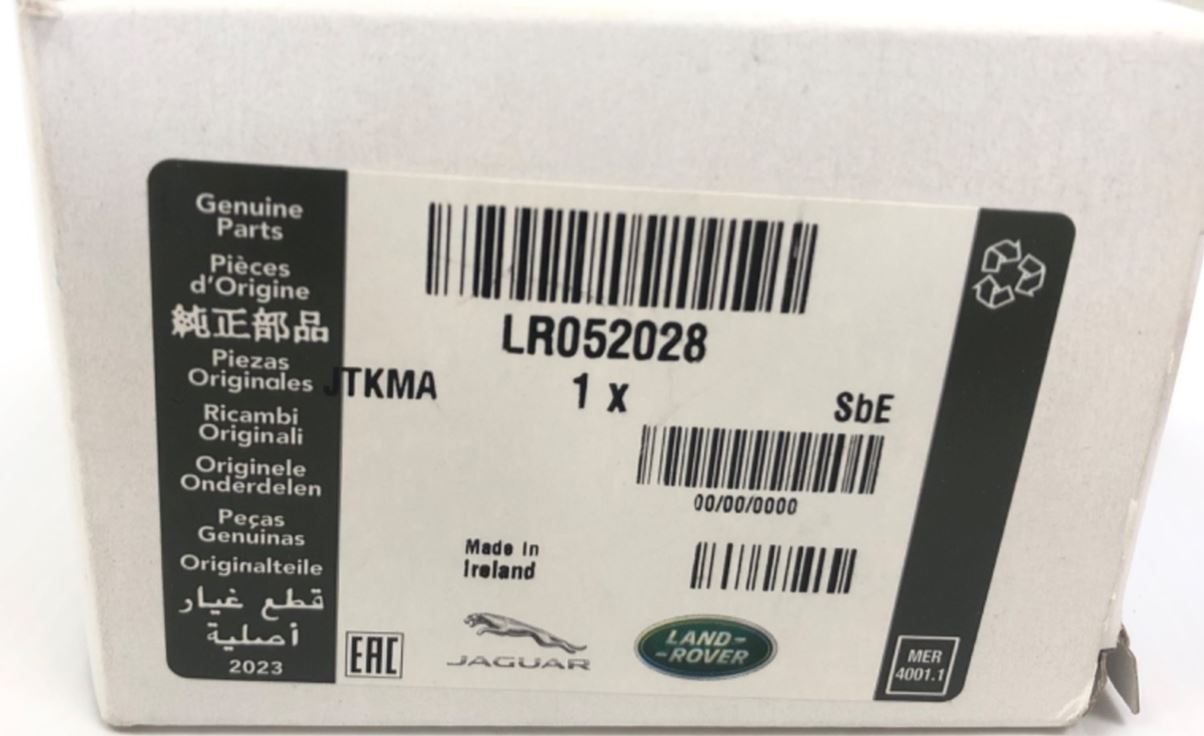 Genuine
Parts
Pièces
d'Origine
純正部品
Piezas
Originales
Ricambi
Originali
Originele
Onderdelen
Peças
Genuinas
Originalteile
قطع غيار
أصلية
2023
LR052028
JTKMA
1 x
SbE
00/00/0000
Made in
Ireland
EAC
JAGUAR
LAND-
-ROVER
MER
4001.1